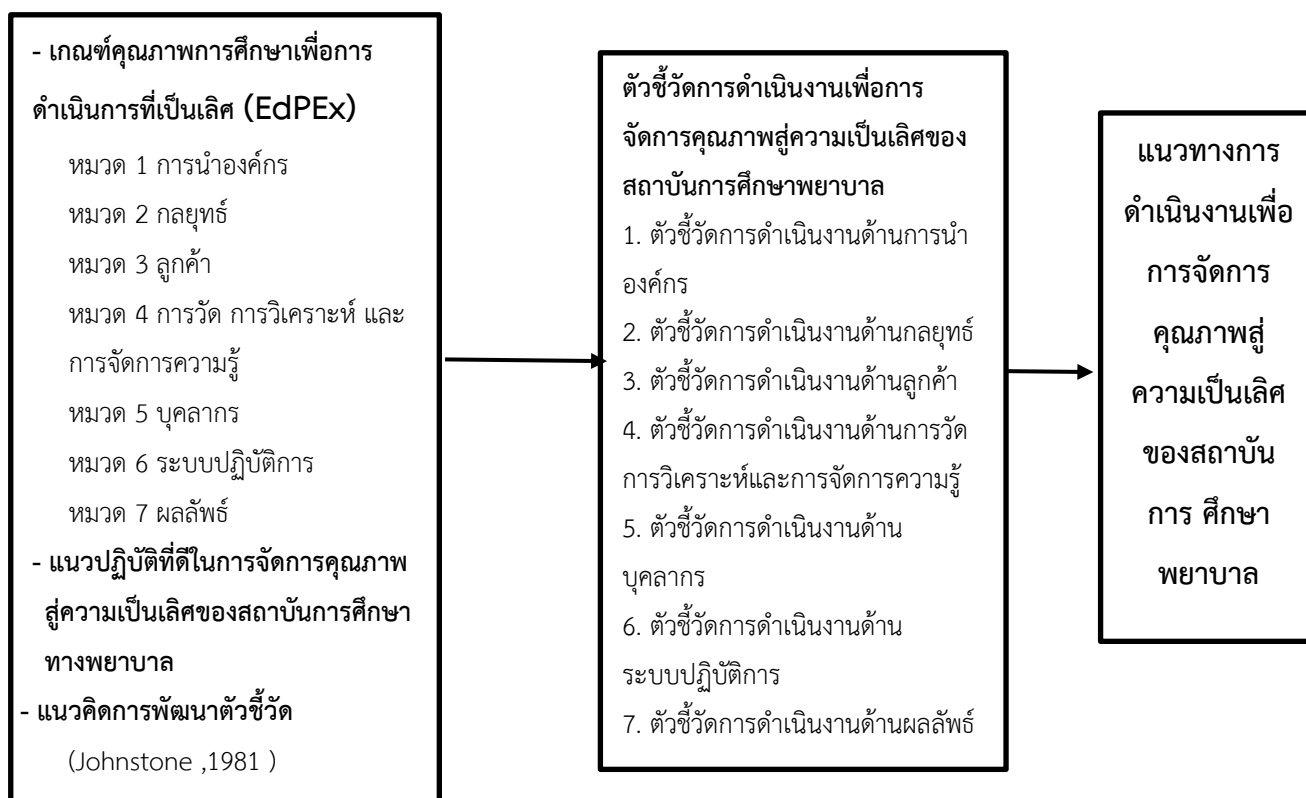 - เกณฑ์คุณภาพการศึกษาเพื่อการ
ดำเนินการที่เป็นเลิศ (EdPEx)
หมวด 1 การนำองค์กร
หมวด 2 กลยุทธ์
หมวด 3 ลูกค้า
หมวด 4 การวัด การวิเคราะห์ และ
การจัดการความรู้
หมวด 5 บุคลากร
หมวด 6 ระบบปฏิบัติการ
หมวด 7 ผลลัพธ์
- แนวปฏิบัติที่ดีในการจัดการคุณภาพ
สู่ความเป็นเลิศของสถาบันการศึกษา
ทางพยาบาล
- แนวคิดการพัฒนาตัวชี้วัด
(Johnstone ,1981 )
ตัวชี้วัดการดำเนินงานเพื่อการ
จัดการคุณภาพสู่ความเป็นเลิศของ
สถาบันการศึกษาพยาบาล
1. ตัวชี้วัดการดำเนินงานด้านการนำ
องค์กร
2. ตัวชี้วัดการดำเนินงานด้านกลยุทธ์
3. ตัวชี้วัดการดำเนินงานด้านลูกค้า
4. ตัวชี้วัดการดำเนินงานด้านการวัด
การวิเคราะห์และการจัดการความรู้
5. ตัวชี้วัดการดำเนินงานด้าน
บุคลากร
6. ตัวชี้วัดการดำเนินงานด้าน
ระบบปฏิบัติการ
7. ตัวชี้วัดการดำเนินงานด้านผลลัพธ์
แนวทางการ
ดำเนินงานเพื่อ
การจัดการ
คุณภาพสู่
ความเป็นเลิศ
ของสถาบัน
การ ศึกษา
พยาบาล